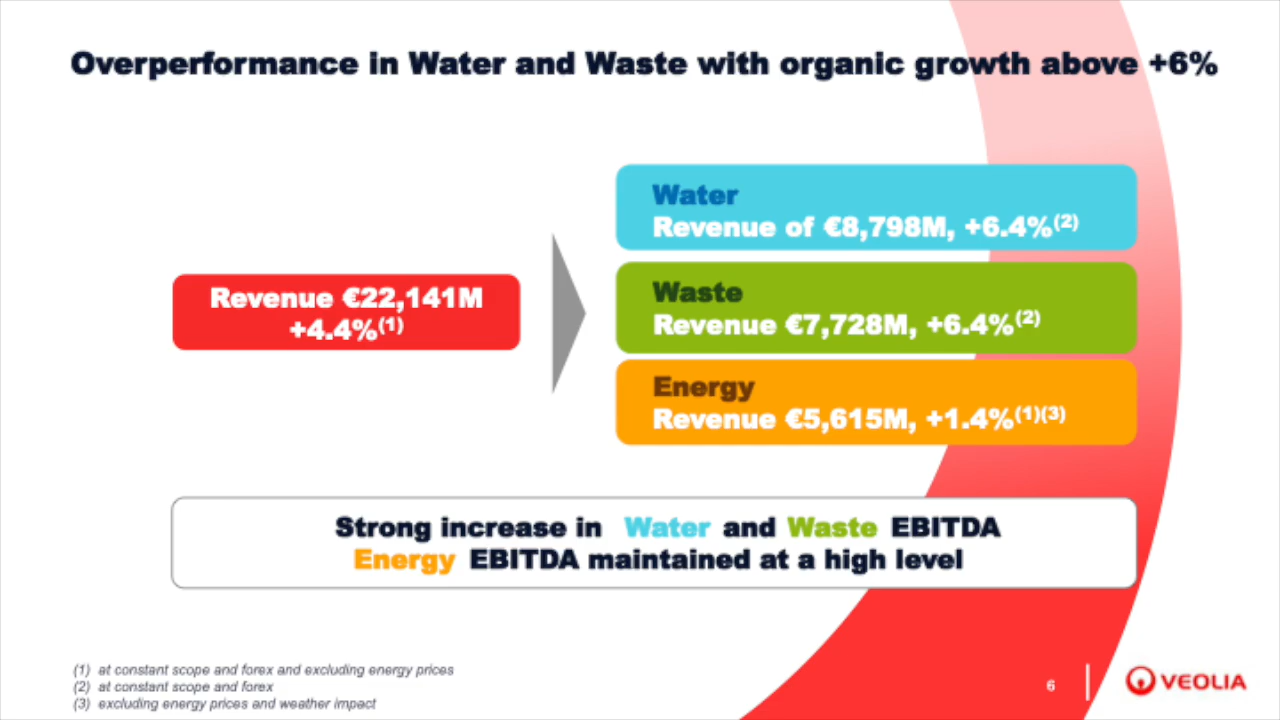 Overperformance in Water and Waste with organic growth above +6%
Revenue €22,141M
+4.4%(1)
Water
Revenue of €8,798M, +6.4%(2)
Waste
Revenue €7,728M, +6.4%(2)
Energy
Revenue €5,615M, +1.4%(1)(3)
Strong increase in Water and Waste EBITDA
Energy EBITDA maintained at a high level
(1) at constant scope and forex and excluding energy prices
(2) at constant scope and forex
(3) excluding energy prices and weather impact
6
VEOLIA